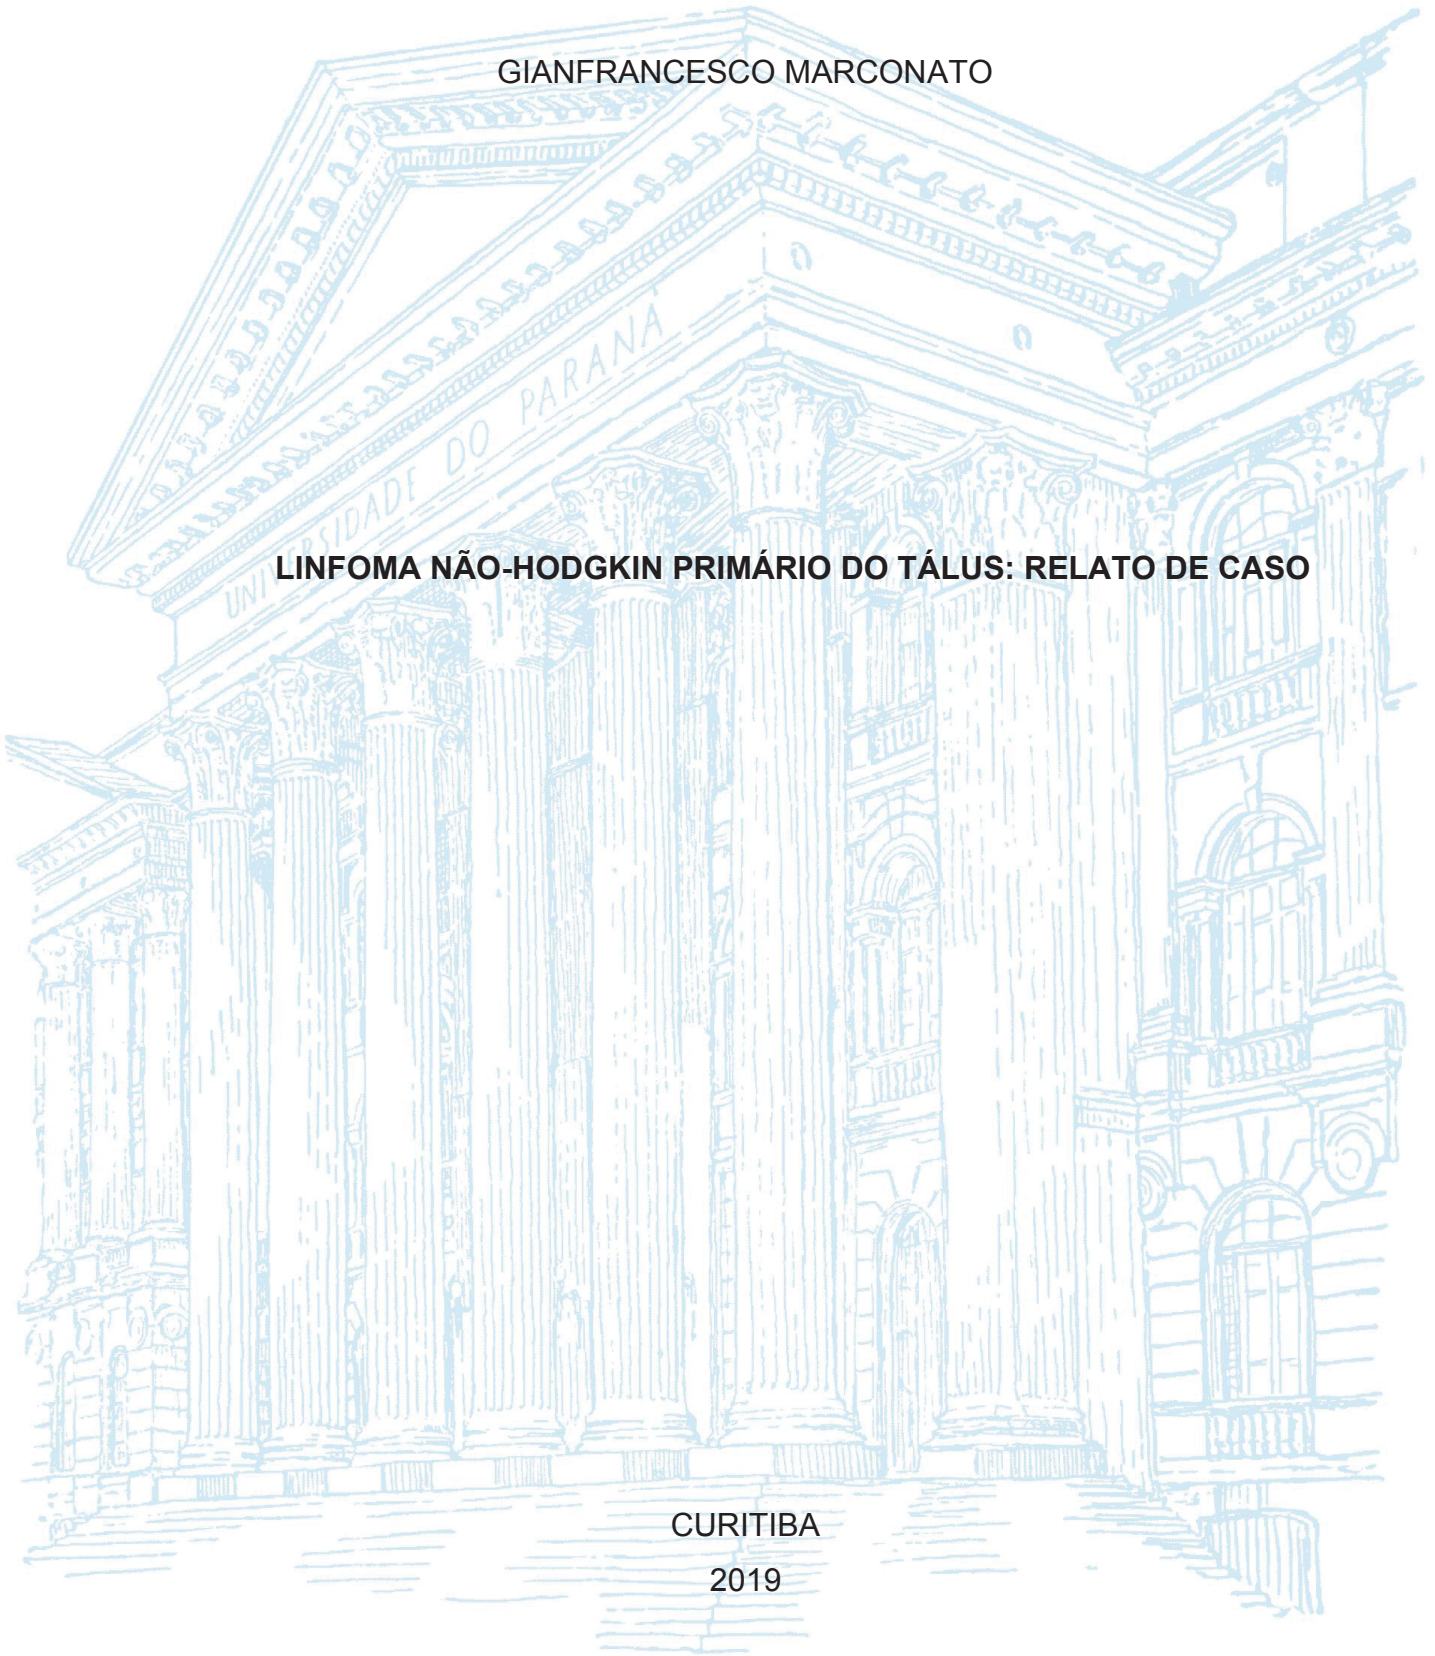 GIANFRANCESCO MARCONATO
UNIVERSIDADE DO PARANÁ
LINFOMA NÃO-HODGKIN PRIMÁRIO DO TÁLUS: RELATO DE CASO
CURITIBA
2019